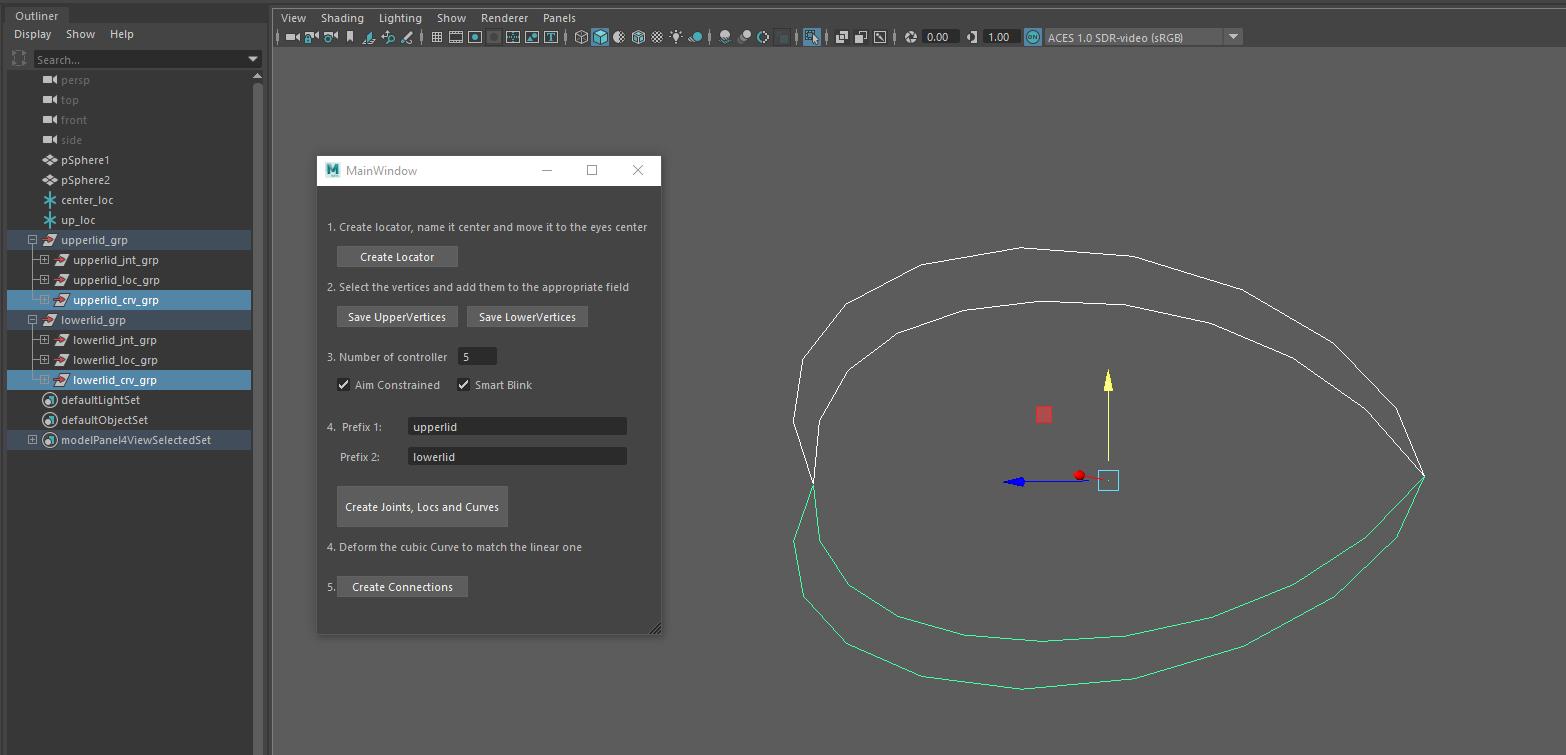 Outliner
Display Show Help
Search...
persp
top
front
side
pSphere1
pSphere2
center_loc
up_loc
upperlid_grp
upperlid_jnt_grp
upperlid_loc_grp
upperlid_crv_grp
lowerlid_grp
lowerlid_jnt_grp
lowerlid_loc_grp
lowerlid_crv_grp
defaultLightSet
defaultObjectSet
modelPanel4ViewSelectedSet
View Shading Lighting Show Renderer Panels
0.00 1.00 ON ACES 1.0 SDR-video (sRGB)
M MainWindow
1. Create locator, name it center and move it to the eyes center
Create Locator
2. Select the vertices and add them to the appropriate field
Save UpperVertices Save LowerVertices
3. Number of controller 5
Aim Constrained Smart Blink
4. Prefix 1: upperlid
Prefix 2: lowerlid
Create Joints, Locs and Curves
4. Deform the cubic Curve to match the linear one
5. Create Connections